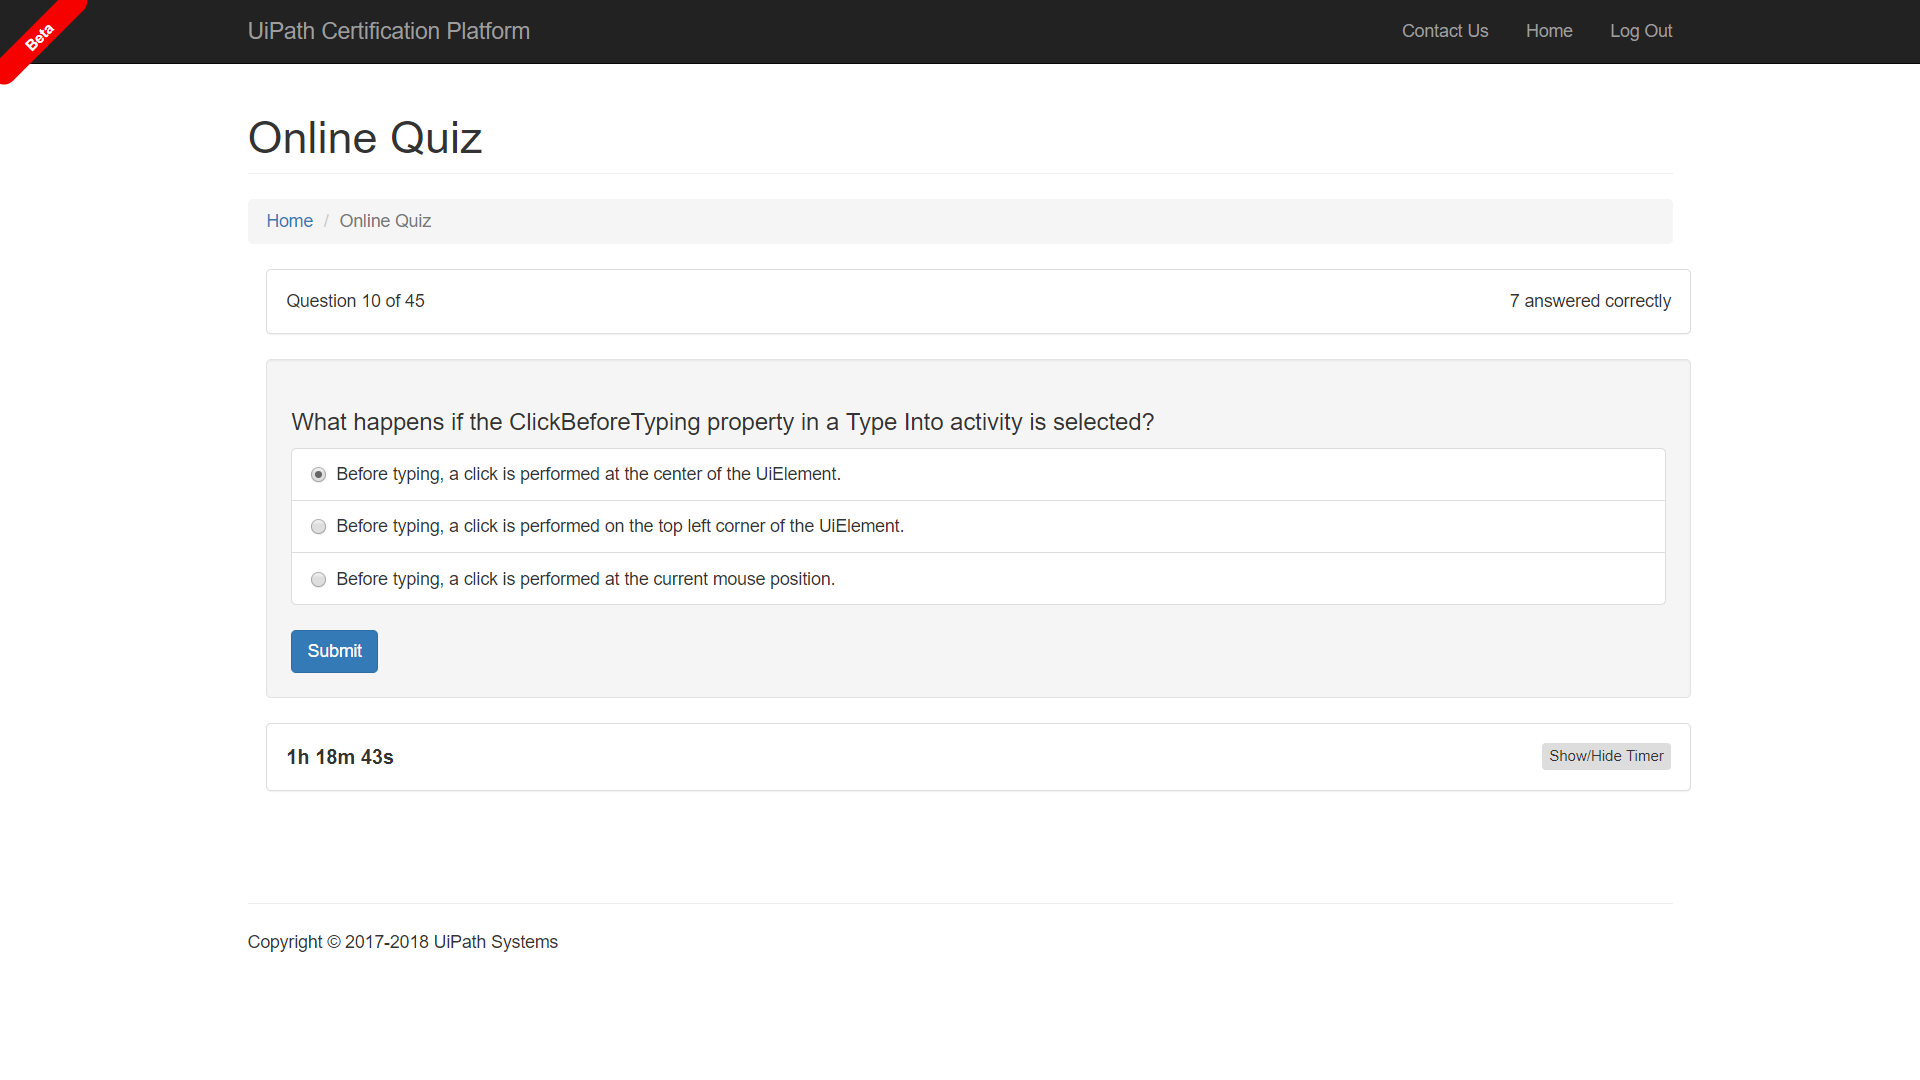 Beta
UiPath Certification Platform
Contact Us
Home
Log Out
Online Quiz
Home / Online Quiz
Question 10 of 45
7 answered correctly
What happens if the ClickBeforeTyping property in a Type Into activity is selected?
Before typing, a click is performed at the center of the UiElement.
Before typing, a click is performed on the top left corner of the UiElement.
Before typing, a click is performed at the current mouse position.
Submit
1h 18m 43s
Show/Hide Timer
Copyright © 2017-2018 UiPath Systems